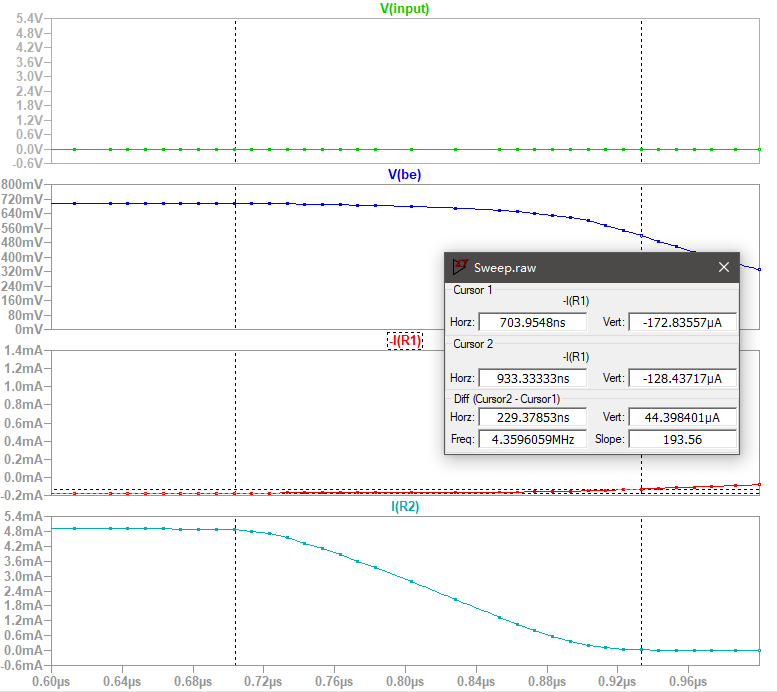 V(input)
5.4V
4.8V
4.2V
3.6V
3.0V
2.4V
1.8V
1.2V
0.6V
0.0V
-0.6V
V(be)
800mV
720mV
640mV
560mV
480mV
400mV
320mV
240mV
160mV
80mV
0mV
Sweep.raw
Cursor 1
-I(R1)
Horz: 703.9548ns Vert: -172.83557µA
Cursor 2
-I(R1)
Horz: 933.33333ns Vert: -128.43717µA
Diff (Cursor2 - Cursor1)
Horz: 229.37853ns Vert: 44.398401µA
Freq: 4.3596059MHz Slope: 193.56
-I(R1)
1.4mA
1.2mA
1.0mA
0.8mA
0.6mA
0.4mA
0.2mA
0.0mA
-0.2mA
I(R2)
5.4mA
4.8mA
4.2mA
3.6mA
3.0mA
2.4mA
1.8mA
1.2mA
0.6mA
0.0mA
-0.6mA
0.60µs 0.64µs 0.68µs 0.72µs 0.76µs 0.80µs 0.84µs 0.88µs 0.92µs 0.96µs